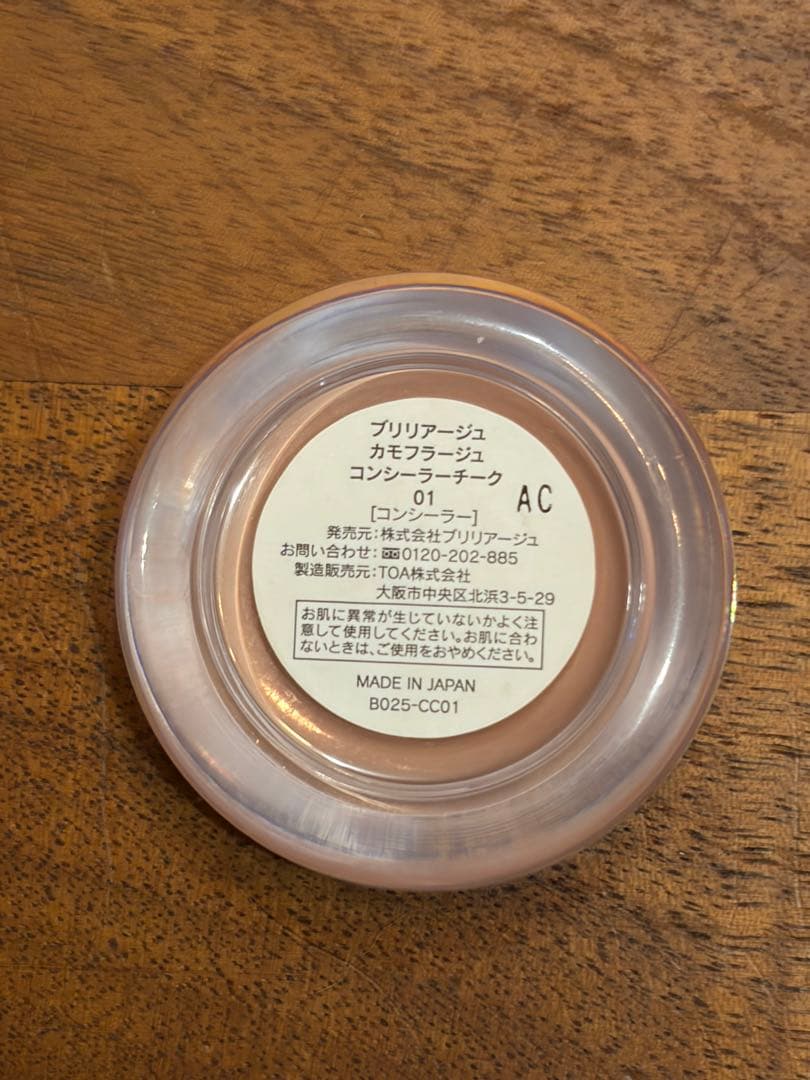 ブリリアージュ
カモフラージュ
コンシーラーチーク
01
AC
[コンシーラー]
発売元:株式会社ブリリアージュ
お問い合わせ:☎0120-202-885
製造販売元:TOA株式会社
大阪市中央区北浜3-5-29
お肌に異常が生じていないかよく注
意して使用してください。お肌に合わ
ないときは、ご使用をおやめください。
MADE IN JAPAN
B025-CC01